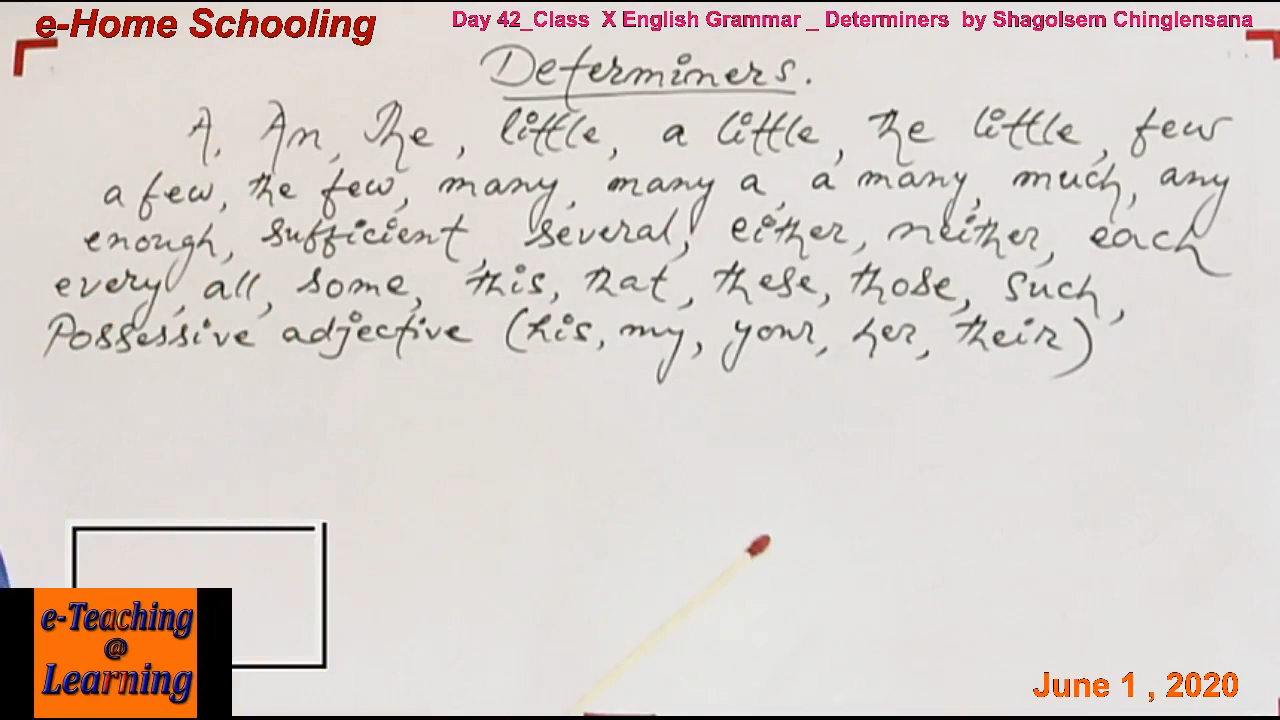 e-Home Schooling
Day 42_Class X English Grammar _ Determiners by Shagolsem Chinglensana
Determiners.
A, An, The, little, a little, the little, few
a few, the few, many, many a, a many, much, any
enough, sufficient, several, either, neither, each
every, all, some, this, that, these, those, such,
Possessive adjective (his, my, your, her, their)
e-Teaching
@
Learning
June 1 , 2020